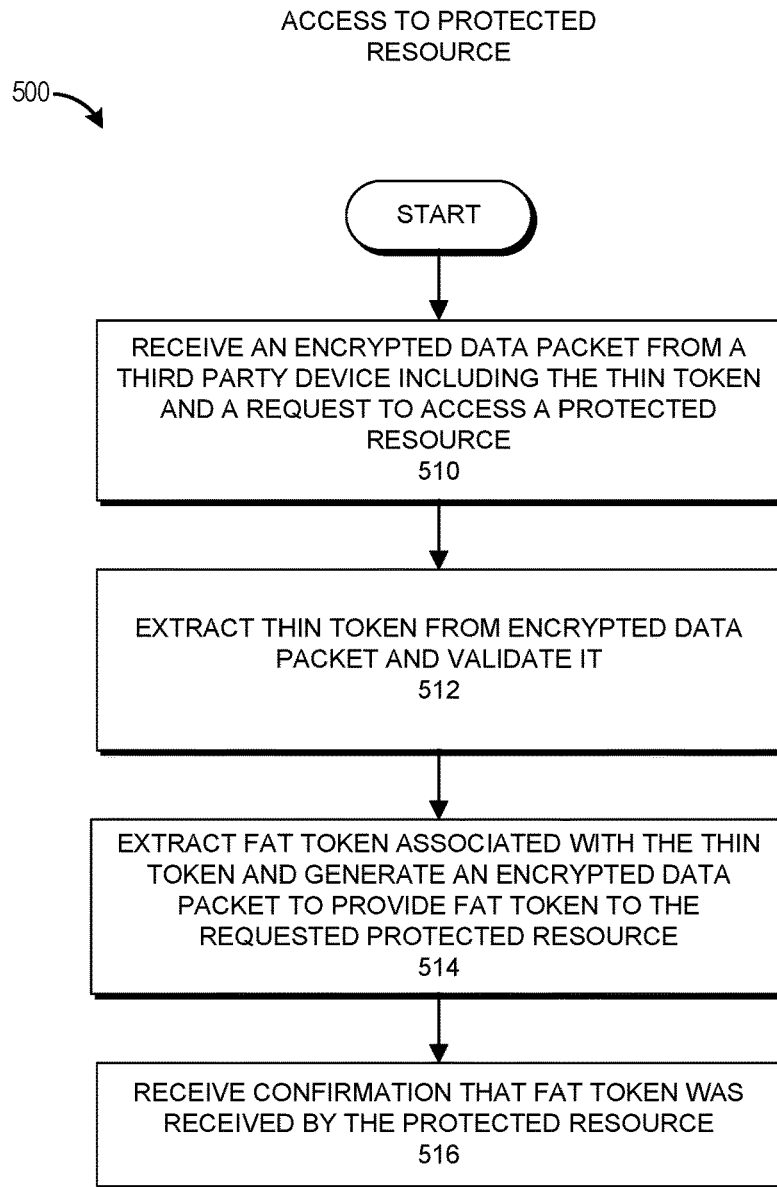 ACCESS TO PROTECTED
RESOURCE
500
START
RECEIVE AN ENCRYPTED DATA PACKET FROM A
THIRD PARTY DEVICE INCLUDING THE THIN TOKEN
AND A REQUEST TO ACCESS A PROTECTED
RESOURCE
510
EXTRACT THIN TOKEN FROM ENCRYPTED DATA
PACKET AND VALIDATE IT
512
EXTRACT FAT TOKEN ASSOCIATED WITH THE THIN
TOKEN AND GENERATE AN ENCRYPTED DATA
PACKET TO PROVIDE FAT TOKEN TO THE
REQUESTED PROTECTED RESOURCE
514
RECEIVE CONFIRMATION THAT FAT TOKEN WAS
RECEIVED BY THE PROTECTED RESOURCE
516